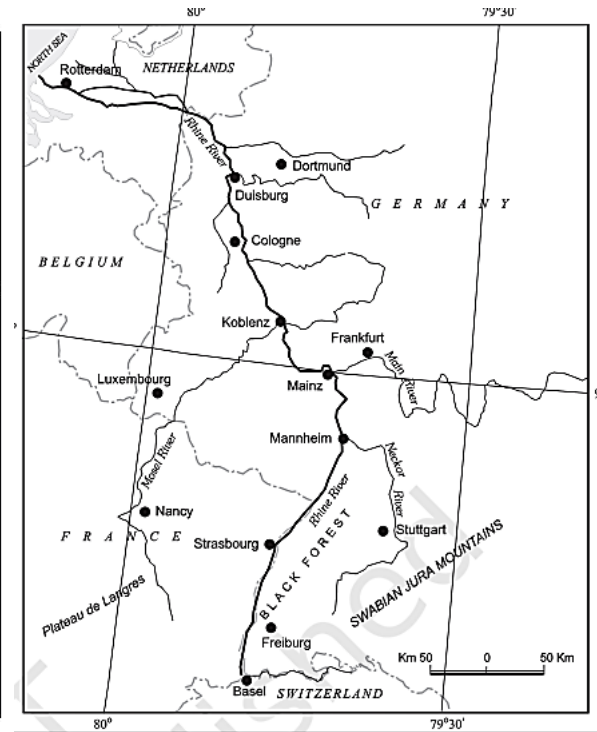 80°
79°30'
NORTH SEA
Rotterdam
NETHERLANDS
Rhine River
Dortmund
Duisburg
GERMANY
Cologne
BELGIUM
Koblenz
Frankfurt
Main River
Mainz
Luxembourg
9
Mannheim
Mosel River
Neckor River
Rhine River
Nancy
FRANCE
Strasbourg
Stuttgart
BLACK FOREST
SWABIAN JURA MOUNTAINS
Plateau de Langres
Freiburg
Km 50 0 50 Km
Basel
SWITZERLAND
80°
79°30'